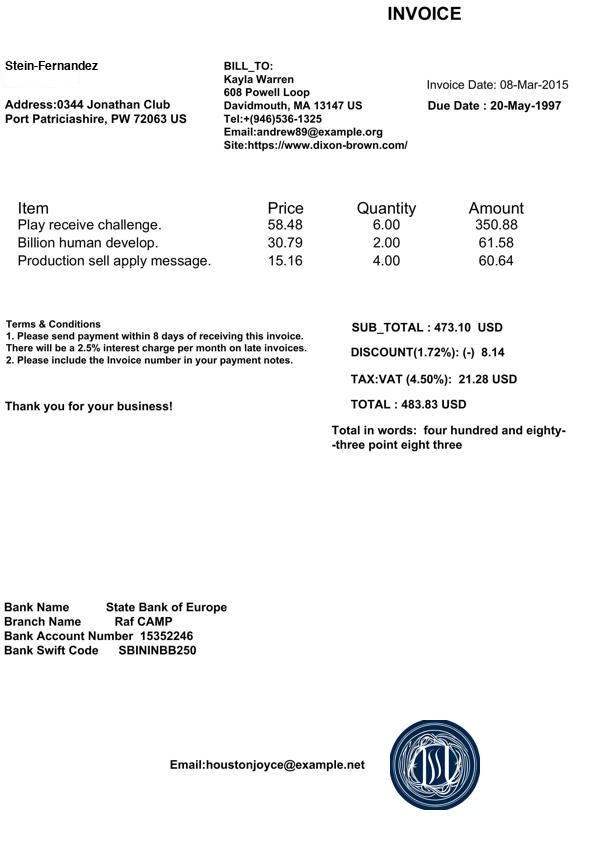 INVOICE
Stein-Fernandez
Address:0344 Jonathan Club
Port Patriciashire, PW 72063 US
BILL_TO:
Kayla Warren
608 Powell Loop
Davidmouth, MA 13147 US
Tel:+(946)536-1325
Email:andrew89@example.org
Site:https://www.dixon-brown.com/
Invoice Date: 08-Mar-2015
Due Date : 20-May-1997
Item Price Quantity Amount
Play receive challenge. 58.48 6.00 350.88
Billion human develop. 30.79 2.00 61.58
Production sell apply message. 15.16 4.00 60.64
Terms & Conditions
1. Please send payment within 8 days of receiving this invoice.
There will be a 2.5% interest charge per month on late invoices.
2. Please include the Invoice number in your payment notes.
Thank you for your business!
SUB_TOTAL : 473.10 USD
DISCOUNT(1.72%): (-) 8.14
TAX:VAT (4.50%): 21.28 USD
TOTAL : 483.83 USD
Total in words: four hundred and eighty-
-three point eight three
Bank Name State Bank of Europe
Branch Name Raf CAMP
Bank Account Number 15352246
Bank Swift Code SBININBB250
Email:houstonjoyce@example.net